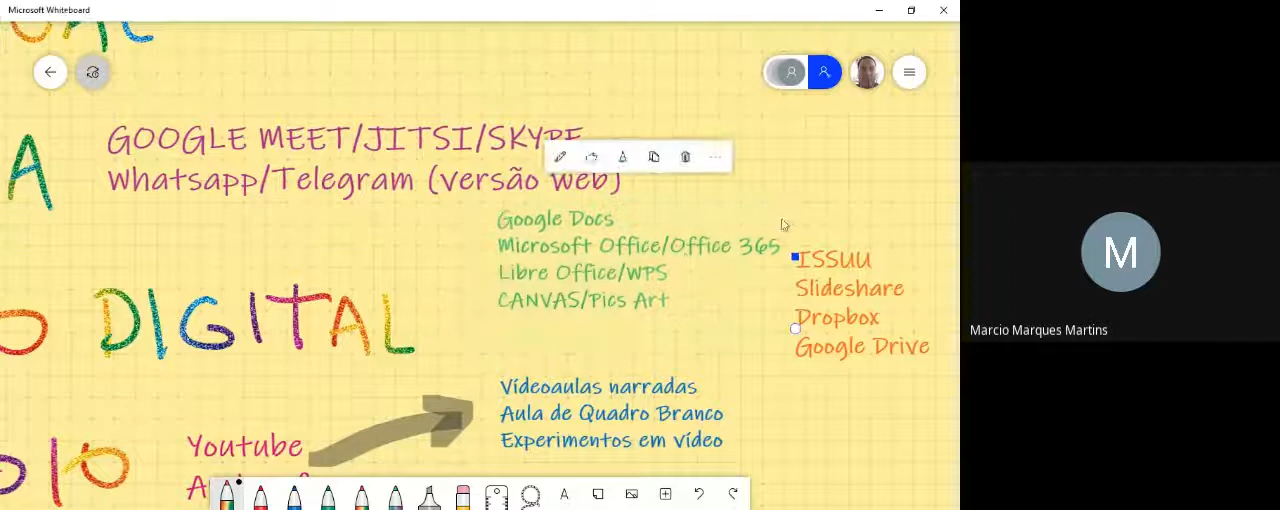 Microsoft Whiteboard
A
GOOGLE MEET/JITSI/SKYPE
Whatsapp/Telegram (versão web)
Google Docs
Microsoft Office/Office 365
Libre Office/WPS
CANVAS/Pics Art
ISSUU
Slideshare
Dropbox
Google Drive
O DIGITAL
Vídeoaulas narradas
Aula de Quadro Branco
Experimentos em vídeo
Youtube
M
Marcio Marques Martins